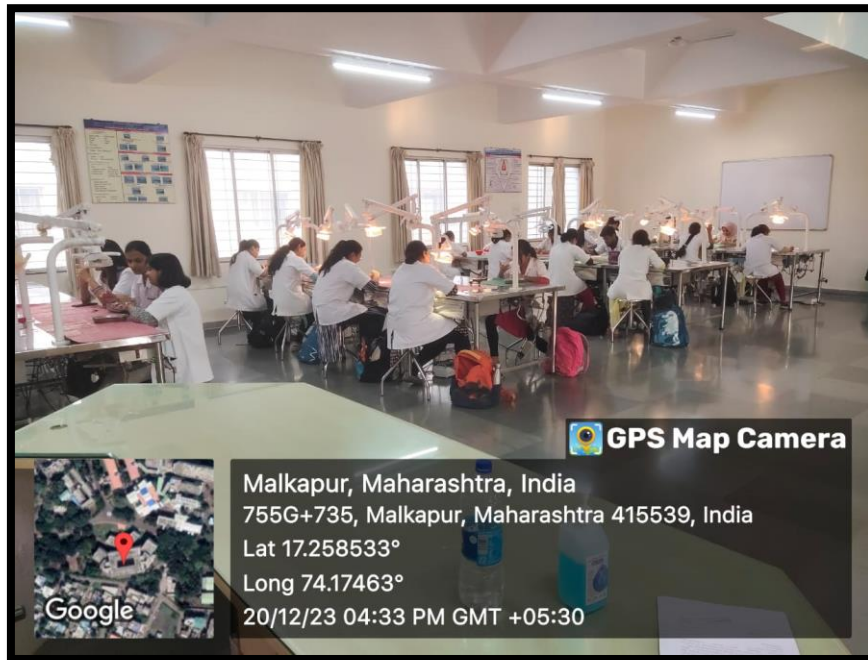 GPS Map Camera
Malkapur, Maharashtra, India
755G+735, Malkapur, Maharashtra 415539, India
Lat 17.258533°
Long 74.17463°
20/12/23 04:33 PM GMT +05:30
Google